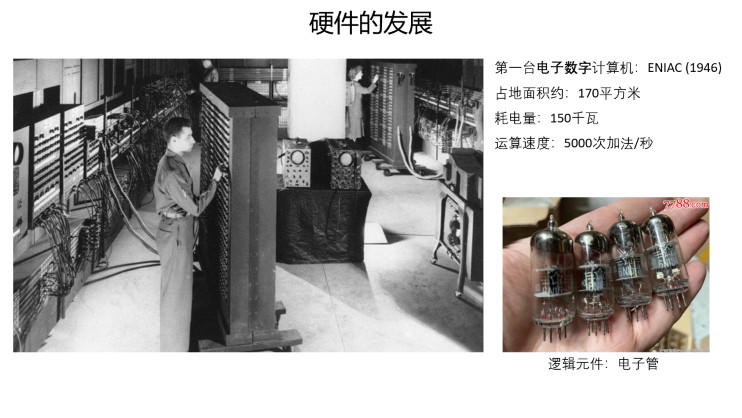 硬件的发展
第一台电子数字计算机：ENIAC (1946)
占地面积约：170平方米
耗电量：150千瓦
运算速度：5000次加法/秒
7788.com
逻辑元件：电子管